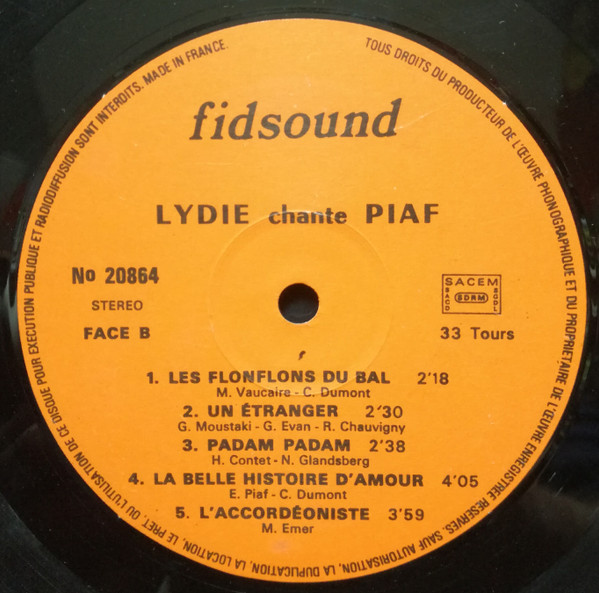 TOUS DROITS DU PRODUCTEUR DE L'ŒUVRE PHONOGRAPHIQUE ET DU PROPRIETAIRE DE L'ŒUVRE ENREGISTREE RESERVES. SAUF AUTORISATION, LA DUPLICATION, LA LOCATION, LE PRET, OU L'UTILISATION DE CE DISQUE POUR EXECUTION PUBLIQUE ET RADIODIFFUSION SONT INTERDITS. MADE IN FRANCE.
fidsound
LYDIE chante PIAF
No 20864
STEREO
FACE B
SACEM
SACD
SDRM
SGDL
33 Tours
1. LES FLONFLONS DU BAL 2'18
M. Vaucaire - C. Dumont
2. UN ÉTRANGER 2'30
G. Moustaki - G. Evan - R. Chauvigny
3. PADAM PADAM 2'38
H. Contet - N. Glandsberg
4. LA BELLE HISTOIRE D'AMOUR 4'05
E. Piaf - C. Dumont
5. L'ACCORDÉONISTE 3'59
M. Emer